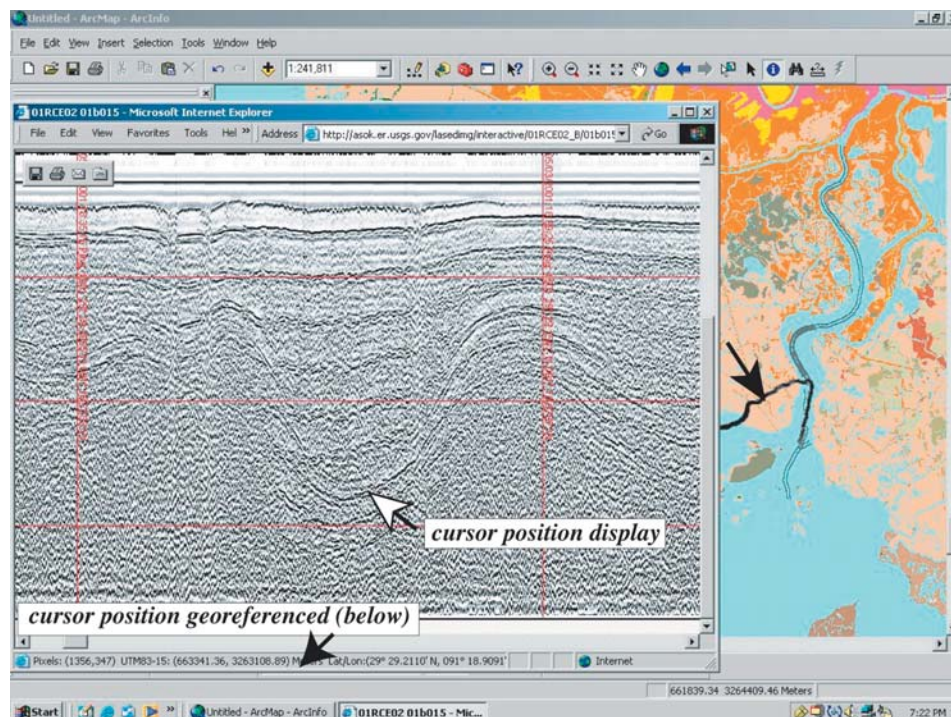 Untitled - ArcMap - ArcInfo
File Edit View Insert Selection Tools Window Help
1:241,811
01RCE02 01b015 - Microsoft Internet Explorer
File Edit View Favorites Tools Hel » Address http://asok.er.usgs.gov/lasedimg/interactive/01RCE02_B/01b015 Go
cursor position display
cursor position georeferenced (below)
Pixels: (1356,347) UTM83-15: (663341.36, 3263108.89) Lat/Lon:(29° 29.2110' N, 091° 18.9091' Internet
661839.34 3264409.46 Meters
Start » Untitled - ArcMap - ArcInfo 01RCE02 01b015 - Mic... 7:22 PM